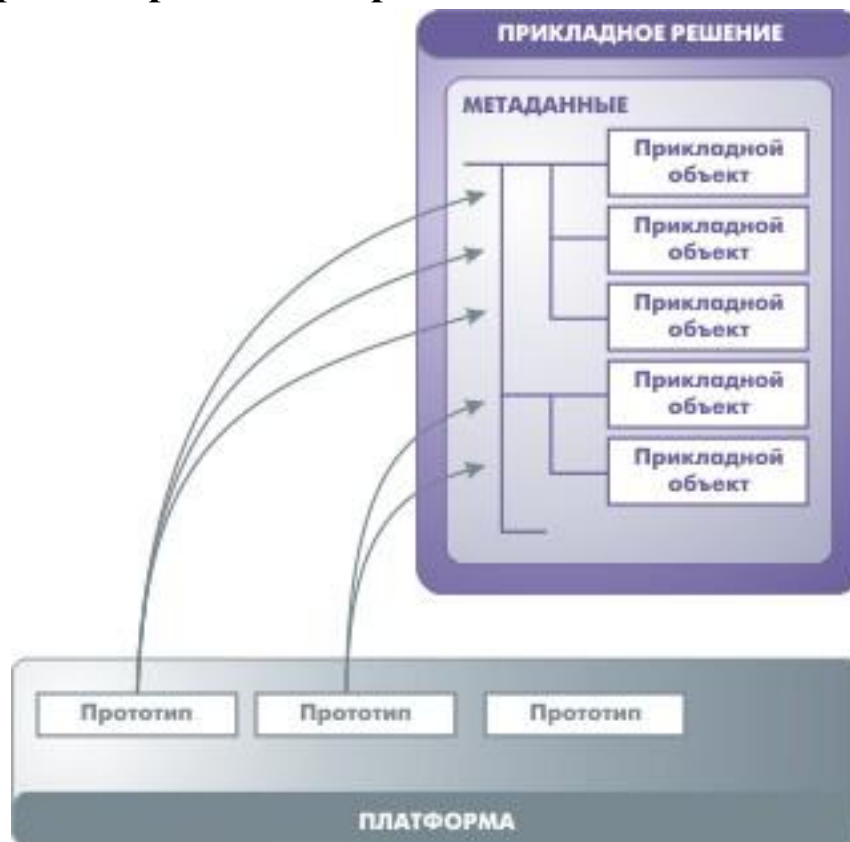 ПРИКЛАДНОЕ РЕШЕНИЕ
МЕТАДАННЫЕ
Прикладной
объект
Прикладной
объект
Прикладной
объект
Прикладной
объект
Прикладной
объект
Прототип
Прототип
Прототип
ПЛАТФОРМА